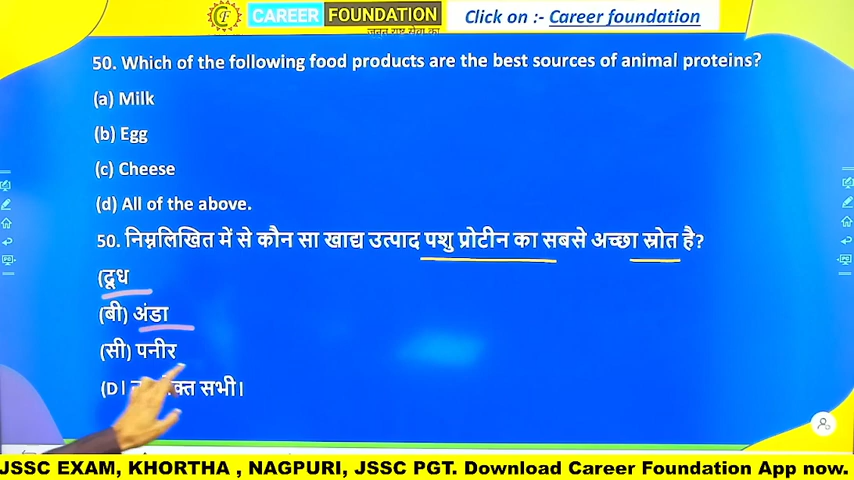 CAREER FOUNDATION
Click on :- Career foundation
50. Which of the following food products are the best sources of animal proteins?
(a) Milk
(b) Egg
(c) Cheese
(d) All of the above.
50. निम्नलिखित में से कौन सा खाद्य उत्पाद पशु प्रोटीन का सबसे अच्छा स्रोत है?
(दूध
(बी) अंडा
(सी) पनीर
(D) सभी।
JSSC EXAM, KHORTHA , NAGPURI, JSSC PGT. Download Career Foundation App now.